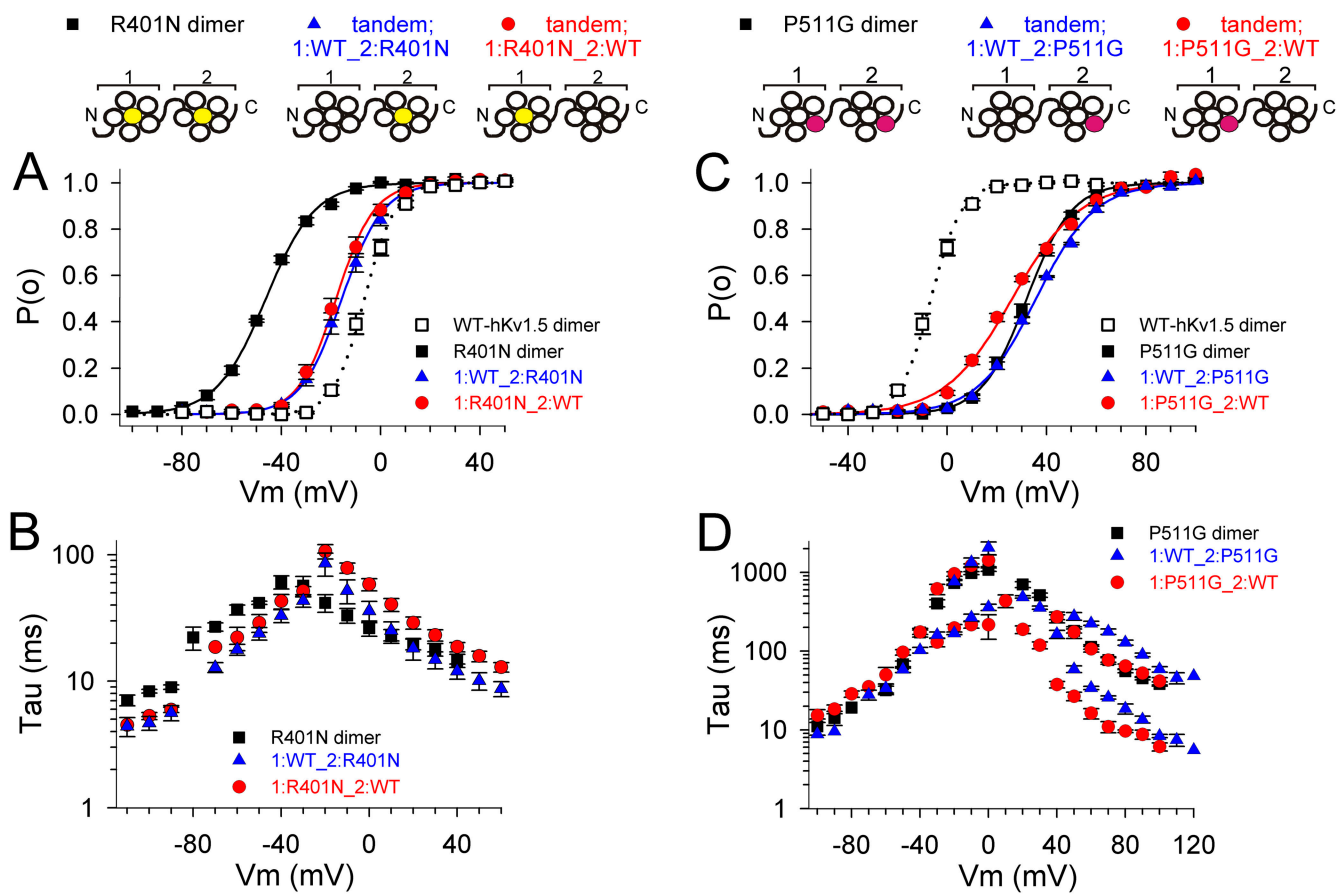 R401N dimer
tandem;
1:WT_2:R401N
tandem;
1:R401N_2:WT
P511G dimer
tandem;
1:WT_2:P511G
tandem;
1:P511G_2:WT
1 2
N C
1 2
N C
1 2
N C
1 2
N C
1 2
N C
1 2
N C
A
P(o)
1.0
0.8
0.6
0.4
0.2
0.0
WT-hKv1.5 dimer
R401N dimer
1:WT_2:R401N
1:R401N_2:WT
-80 -40 0 40
Vm (mV)
C
P(o)
1.0
0.8
0.6
0.4
0.2
0.0
WT-hKv1.5 dimer
P511G dimer
1:WT_2:P511G
1:P511G_2:WT
-40 0 40 80
Vm (mV)
B
Tau (ms)
100
10
1
R401N dimer
1:WT_2:R401N
1:R401N_2:WT
-80 -40 0 40
Vm (mV)
D
Tau (ms)
1000
100
10
1
P511G dimer
1:WT_2:P511G
1:P511G_2:WT
-80 -40 0 40 80 120
Vm (mV)